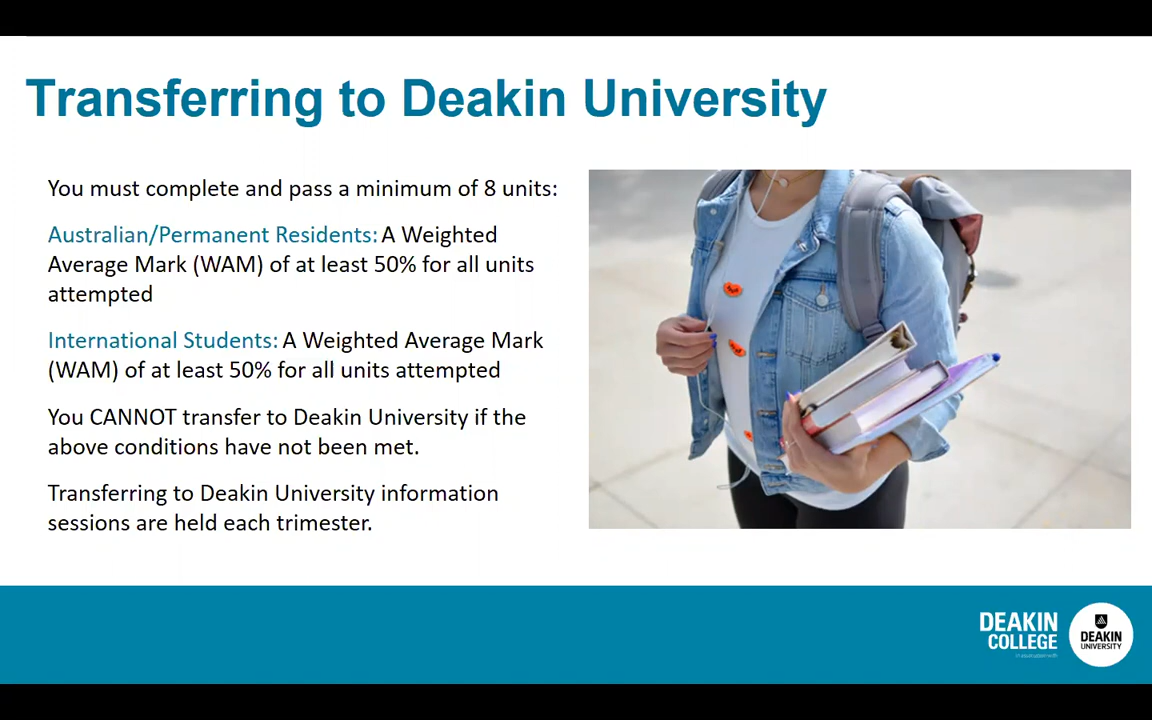 Transferring to Deakin University
You must complete and pass a minimum of 8 units:
Australian/Permanent Residents: A Weighted
Average Mark (WAM) of at least 50% for all units
attempted
International Students: A Weighted Average Mark
(WAM) of at least 50% for all units attempted
You CANNOT transfer to Deakin University if the
above conditions have not been met.
Transferring to Deakin University information
sessions are held each trimester.
DEAKIN
COLLEGE
DEAKIN
UNIVERSITY